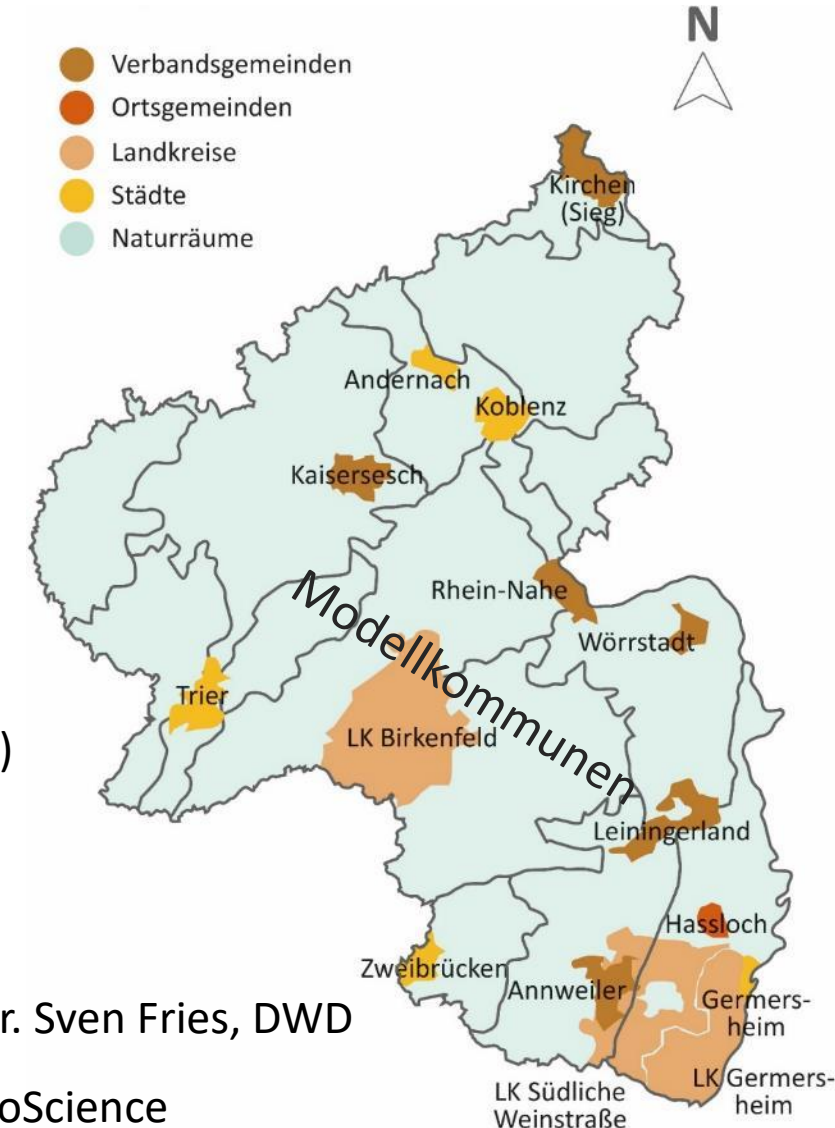 N
Verbandsgemeinden
Ortsgemeinden
Landkreise
Städte
Naturräume
Kirchen
(Sieg)
Andernach
Koblenz
Kaisersesch
Modellkommunen
Rhein-Nahe
Wörrstadt
Trier
LK Birkenfeld
)
Leiningerland
Hassloch
Zweibrücken
Annweiler
Germers-
heim
r. Sven Fries, DWD
LK Südliche
Weinstraße
LK Germers-
heim
oScience